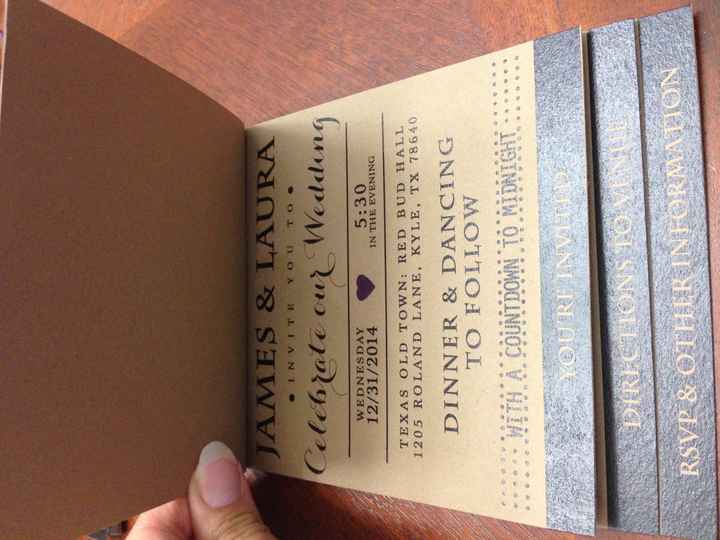 JAMES & LAURA
• INVITE YOU TO •
Celebrate our Wedding
WEDNESDAY
12/31/2014
5:30
IN THE EVENING
TEXAS OLD TOWN: RED BUD HALL
1205 ROLAND LANE, KYLE, TX 78640
DINNER & DANCING
TO FOLLOW
WITH A COUNTDOWN TO MIDNIGHT
YOU'RE INVITED
DIRECTIONS TO VENUE
RSVP & OTHER INFORMATION